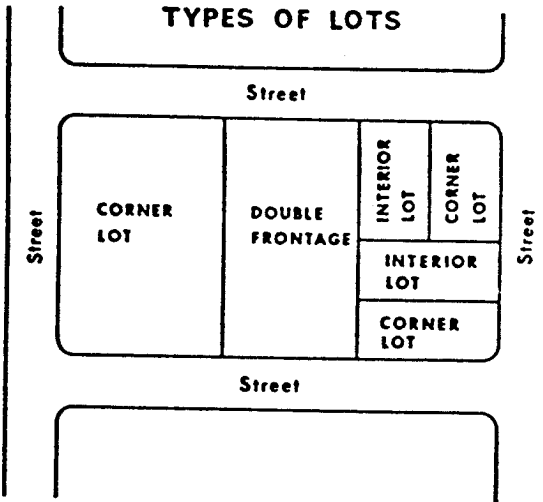 TYPES OF LOTS
Street
Street
CORNER
LOT
DOUBLE
FRONTAGE
INTERIOR
LOT
CORNER
LOT
INTERIOR
LOT
CORNER
LOT
Street
Street